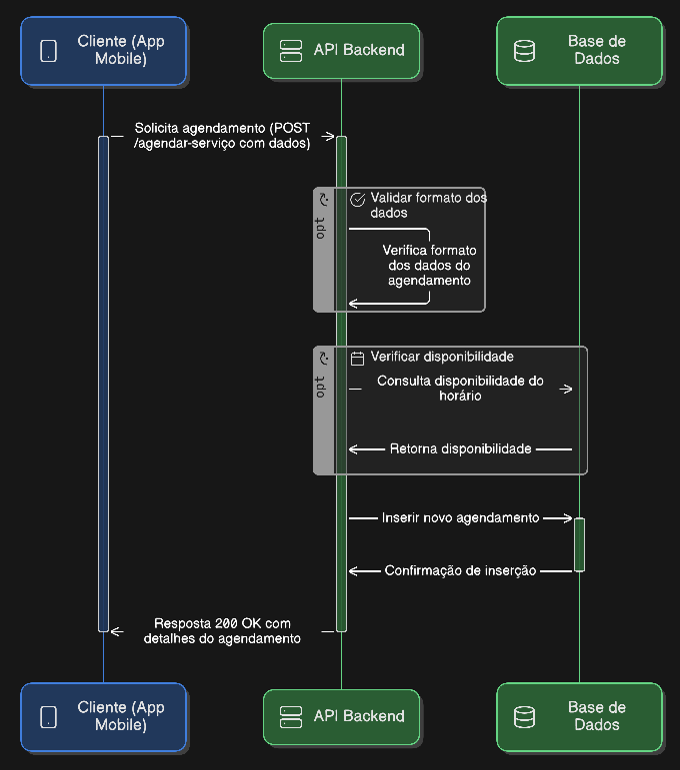 Cliente (App
Mobile)
API Backend
Base de
Dados
Solicita agendamento (POST
/agendar-serviço com dados)
opt
Validar formato dos
dados
Verifica formato
dos dados do
agendamento
opt
Verificar disponibilidade
Consulta disponibilidade do
horário
Retorna disponibilidade
Inserir novo agendamento
Confirmação de inserção
Resposta 200 OK com
detalhes do agendamento
Cliente (App
Mobile)
API Backend
Base de
Dados